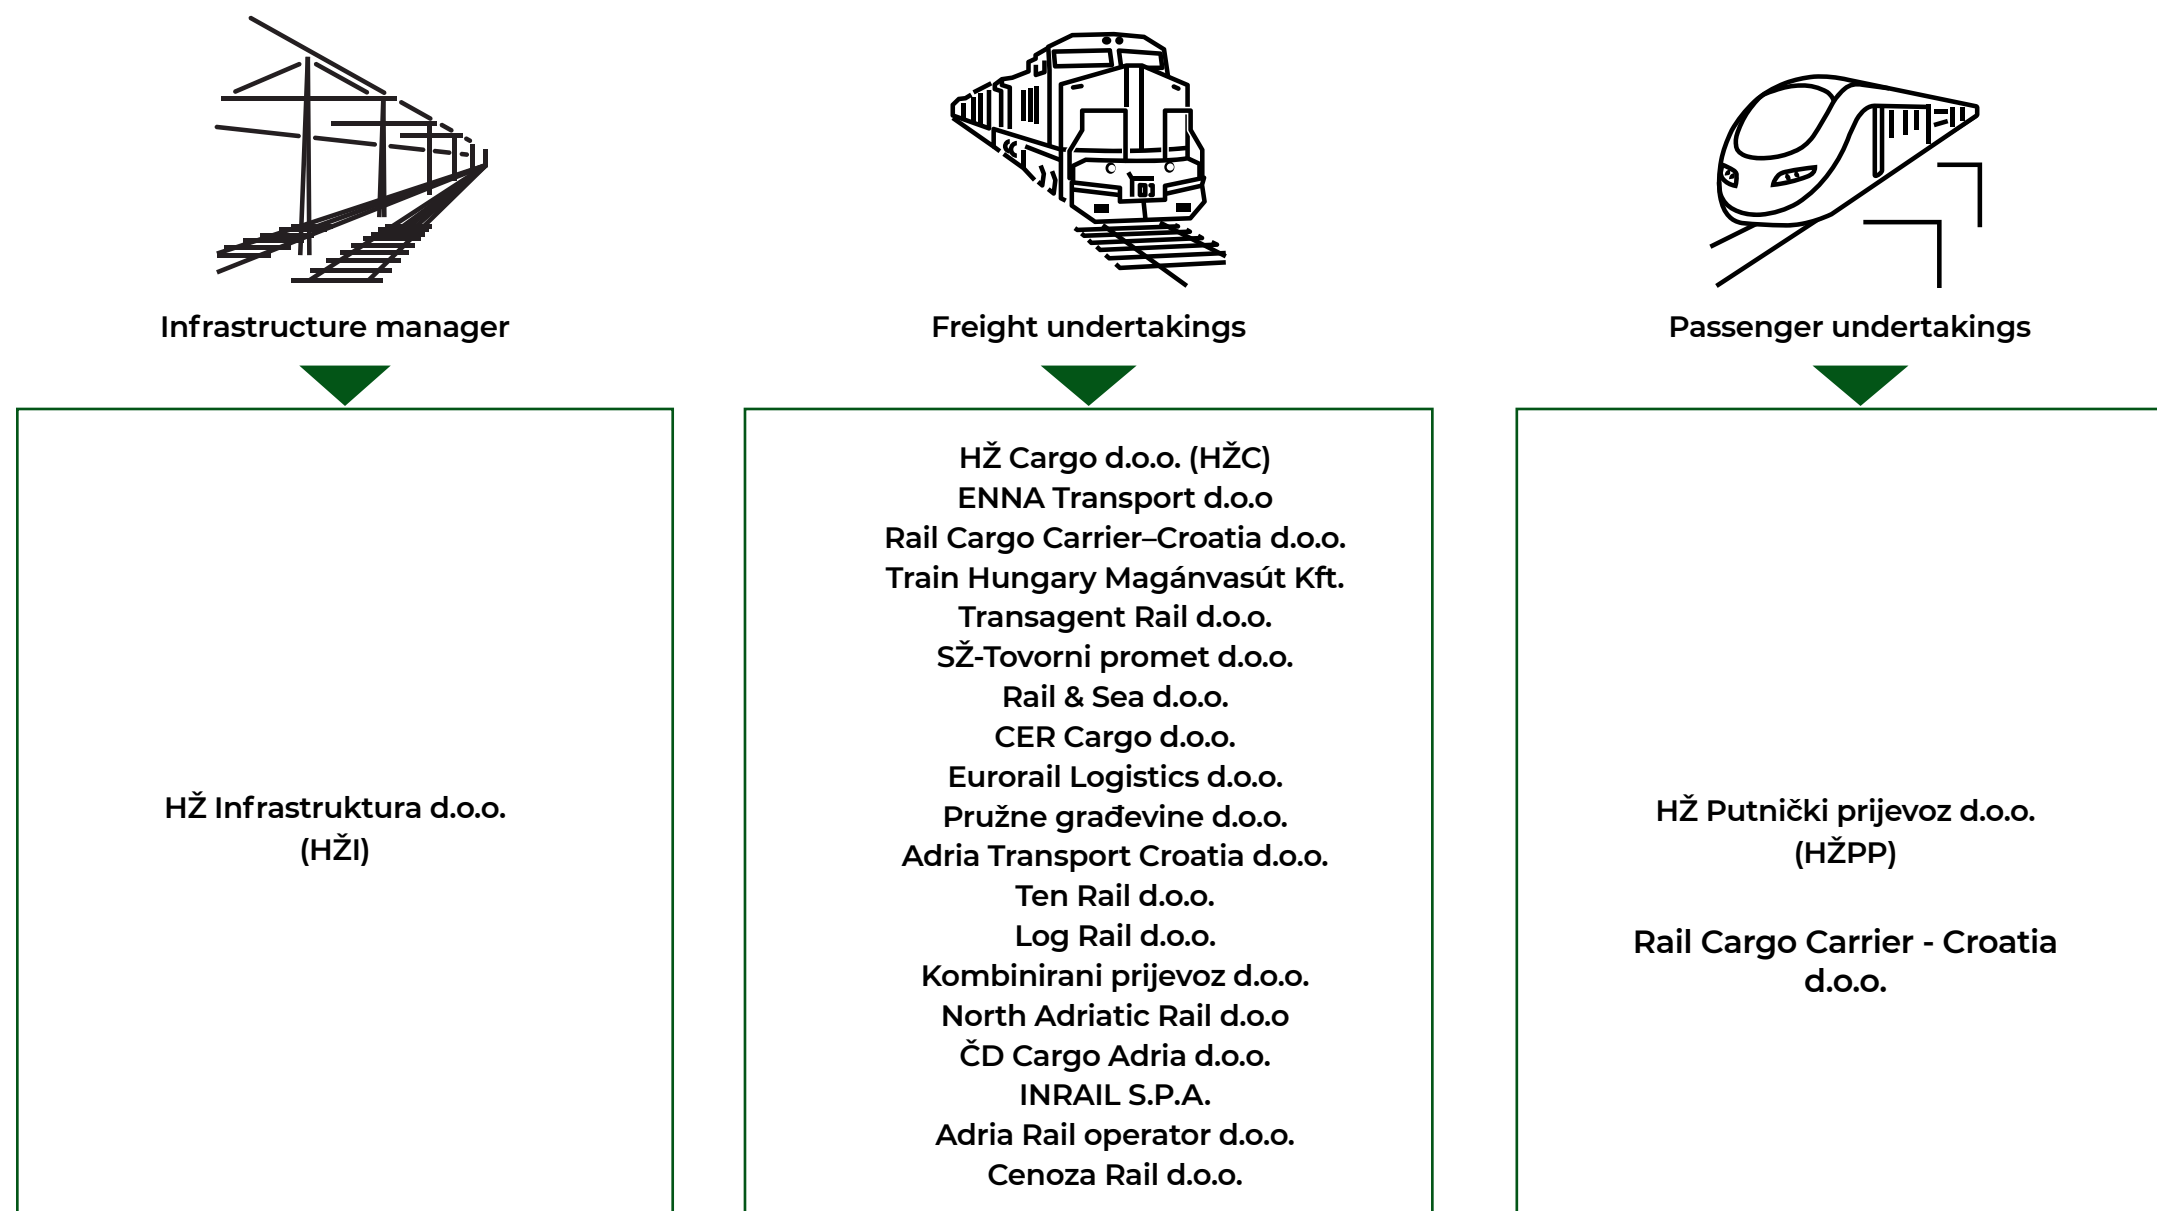 Infrastructure manager
Freight undertakings
Passenger undertakings
HŽ Infrastruktura d.o.o.
(HŽI)
HŽ Cargo d.o.o. (HŽC)
ENNA Transport d.o.o
Rail Cargo Carrier–Croatia d.o.o.
Train Hungary Magánvasút Kft.
Transagent Rail d.o.o.
SŽ-Tovorni promet d.o.o.
Rail & Sea d.o.o.
CER Cargo d.o.o.
Eurorail Logistics d.o.o.
Pružne građevine d.o.o.
Adria Transport Croatia d.o.o.
Ten Rail d.o.o.
Log Rail d.o.o.
Kombinirani prijevoz d.o.o.
North Adriatic Rail d.o.o
ČD Cargo Adria d.o.o.
INRAIL S.P.A.
Adria Rail operator d.o.o.
Cenoza Rail d.o.o.
HŽ Putnički prijevoz d.o.o.
(HŽPP)
Rail Cargo Carrier - Croatia
d.o.o.